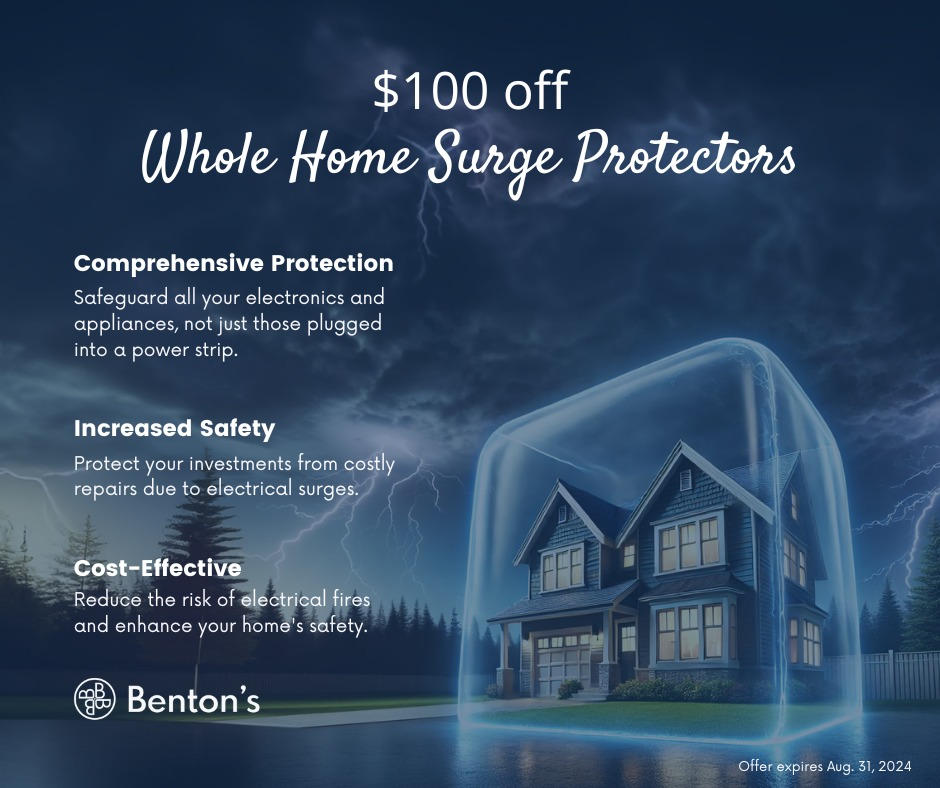 $100 off
Whole Home Surge Protectors
Comprehensive Protection
Safeguard all your electronics and
appliances, not just those plugged
into a power strip.
Increased Safety
Protect your investments from costly
repairs due to electrical surges.
Cost-Effective
Reduce the risk of electrical fires
and enhance your home's safety.
Benton's
Offer expires Aug. 31, 2024